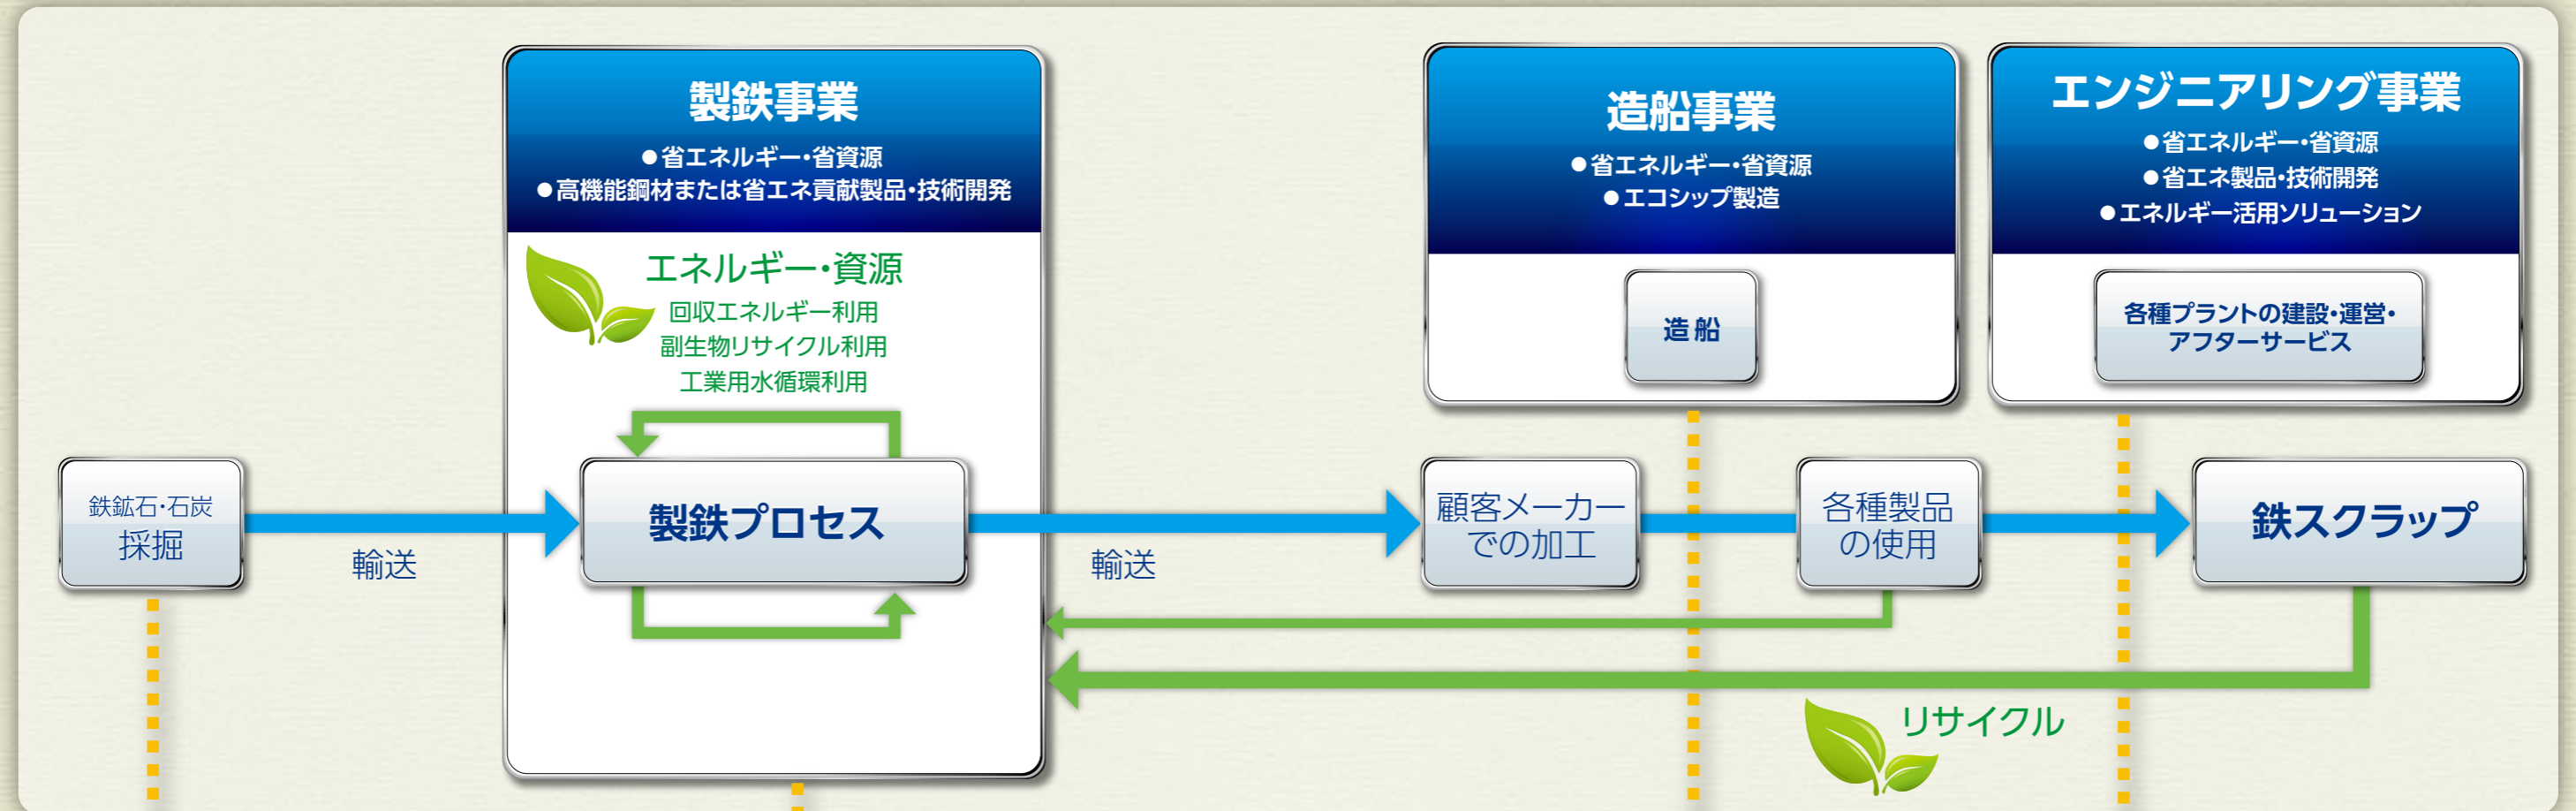 製鉄事業
●省エネルギー・省資源
●高機能鋼材または省エネ貢献製品・技術開発
エネルギー・資源
回収エネルギー利用
副生物リサイクル利用
工業用水循環利用
造船事業
●省エネルギー・省資源
●エコシップ製造
造船
エンジニアリング事業
●省エネルギー・省資源
●省エネ製品・技術開発
●エネルギー活用ソリューション
各種プラントの建設・運営・
アフターサービス
鉄鉱石・石炭
採掘
輸送
製鉄プロセス
輸送
顧客メーカー
での加工
各種製品
の使用
鉄スクラップ
リサイクル